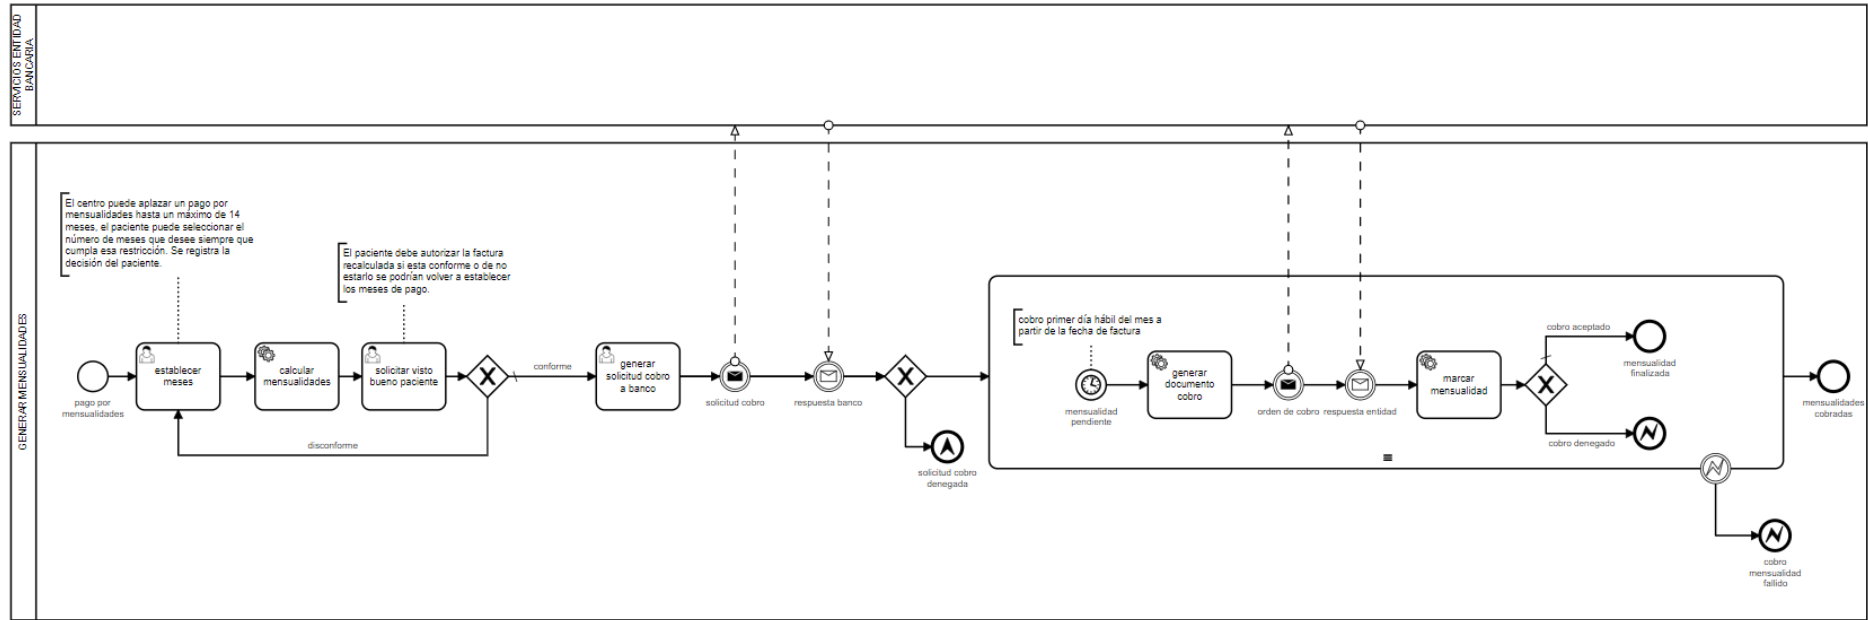 SERVICIOS ENTIDAD
BANCARIA
GENERAR MENSUALIDADES
El centro puede aplazar un pago por
mensualidades hasta un máximo de 14
meses, el paciente puede seleccionar el
número de meses que desee siempre que
cumpla esa restricción. Se registra la
decisión del paciente.
El paciente debe autorizar la factura
recalculada si esta conforme o de no
estarlo se podrían volver a establecer
los meses de pago.
pago por
mensualidades
establecer
meses
calcular
mensualidades
solicitar visto
bueno paciente
conforme
disconforme
generar
solicitud cobro
a banco
solicitud cobro
respuesta banco
solicitud cobro
denegada
cobro primer día hábil del mes a
partir de la fecha de factura
mensualidad
pendiente
generar
documento
cobro
orden de cobro
respuesta entidad
marcar
mensualidad
cobro aceptado
mensualidad
finalizada
cobro denegado
mensualidades
cobradas
cobro
mensualidad
fallido